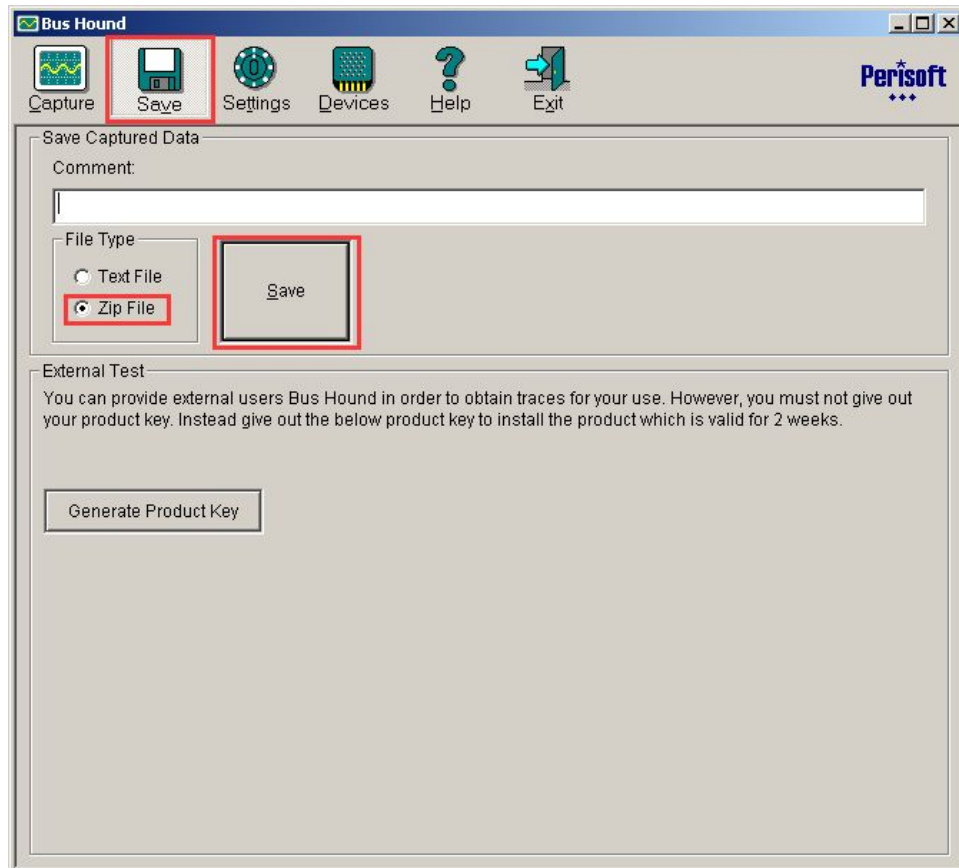 Bus Hound
Capture Save Settings Devices Help Exit
Perisoft
Save Captured Data
Comment:
File Type
Text File
Zip File
Save
External Test
You can provide external users Bus Hound in order to obtain traces for your use. However, you must not give out
your product key. Instead give out the below product key to install the product which is valid for 2 weeks.
Generate Product Key